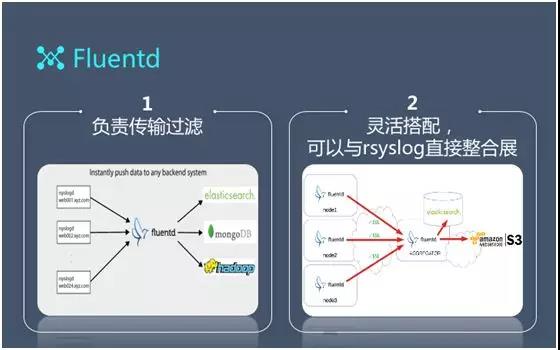 Fluentd
1
负责传输过滤
Instantly push data to any backend system
rsyslogd
web001.xyz.com
rsyslogd
web002.xyz.com
rsyslogd
web024.xyz.com
fluentd
elasticsearch.
mongoDB
hadoop
2
灵活搭配，
可以与rsyslog直接整合展
fluentd
node1
fluentd
node2
fluentd
node3
fluentd
AGGREGATOR
elasticsearch.
amazon
S3